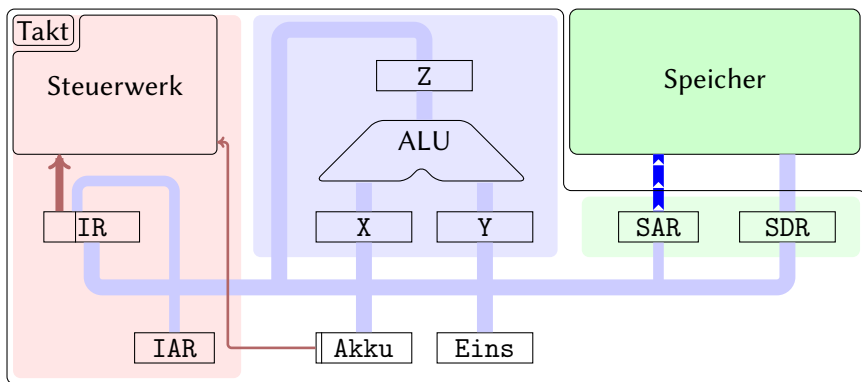 Takt
Steuerwerk
Z
Speicher
ALU
IR
X
Y
SAR
SDR
IAR
Akku
Eins